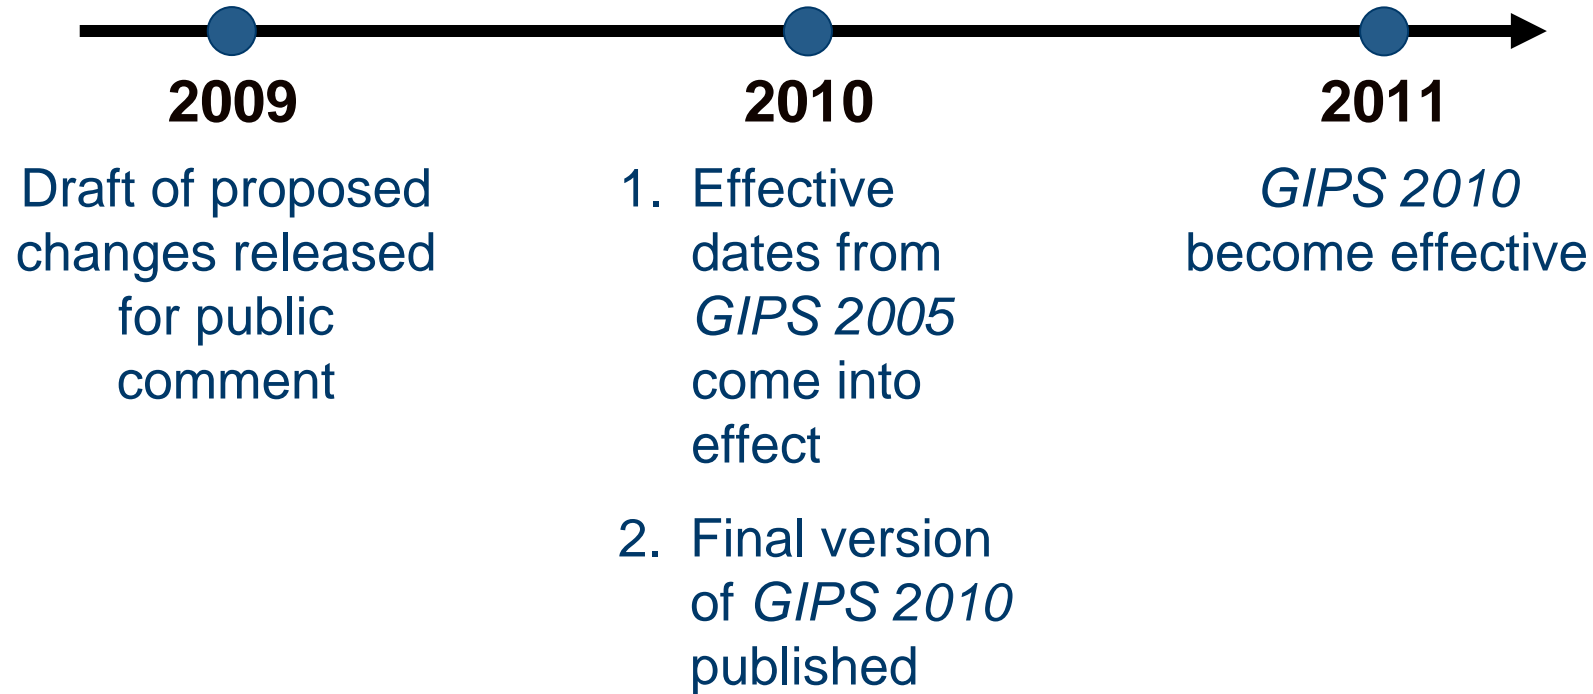 2009
Draft of proposed
changes released
for public
comment
2010
1. Effective
dates from
GIPS 2005
come into
effect
2. Final version
of GIPS 2010
published
2011
GIPS 2010
become effective